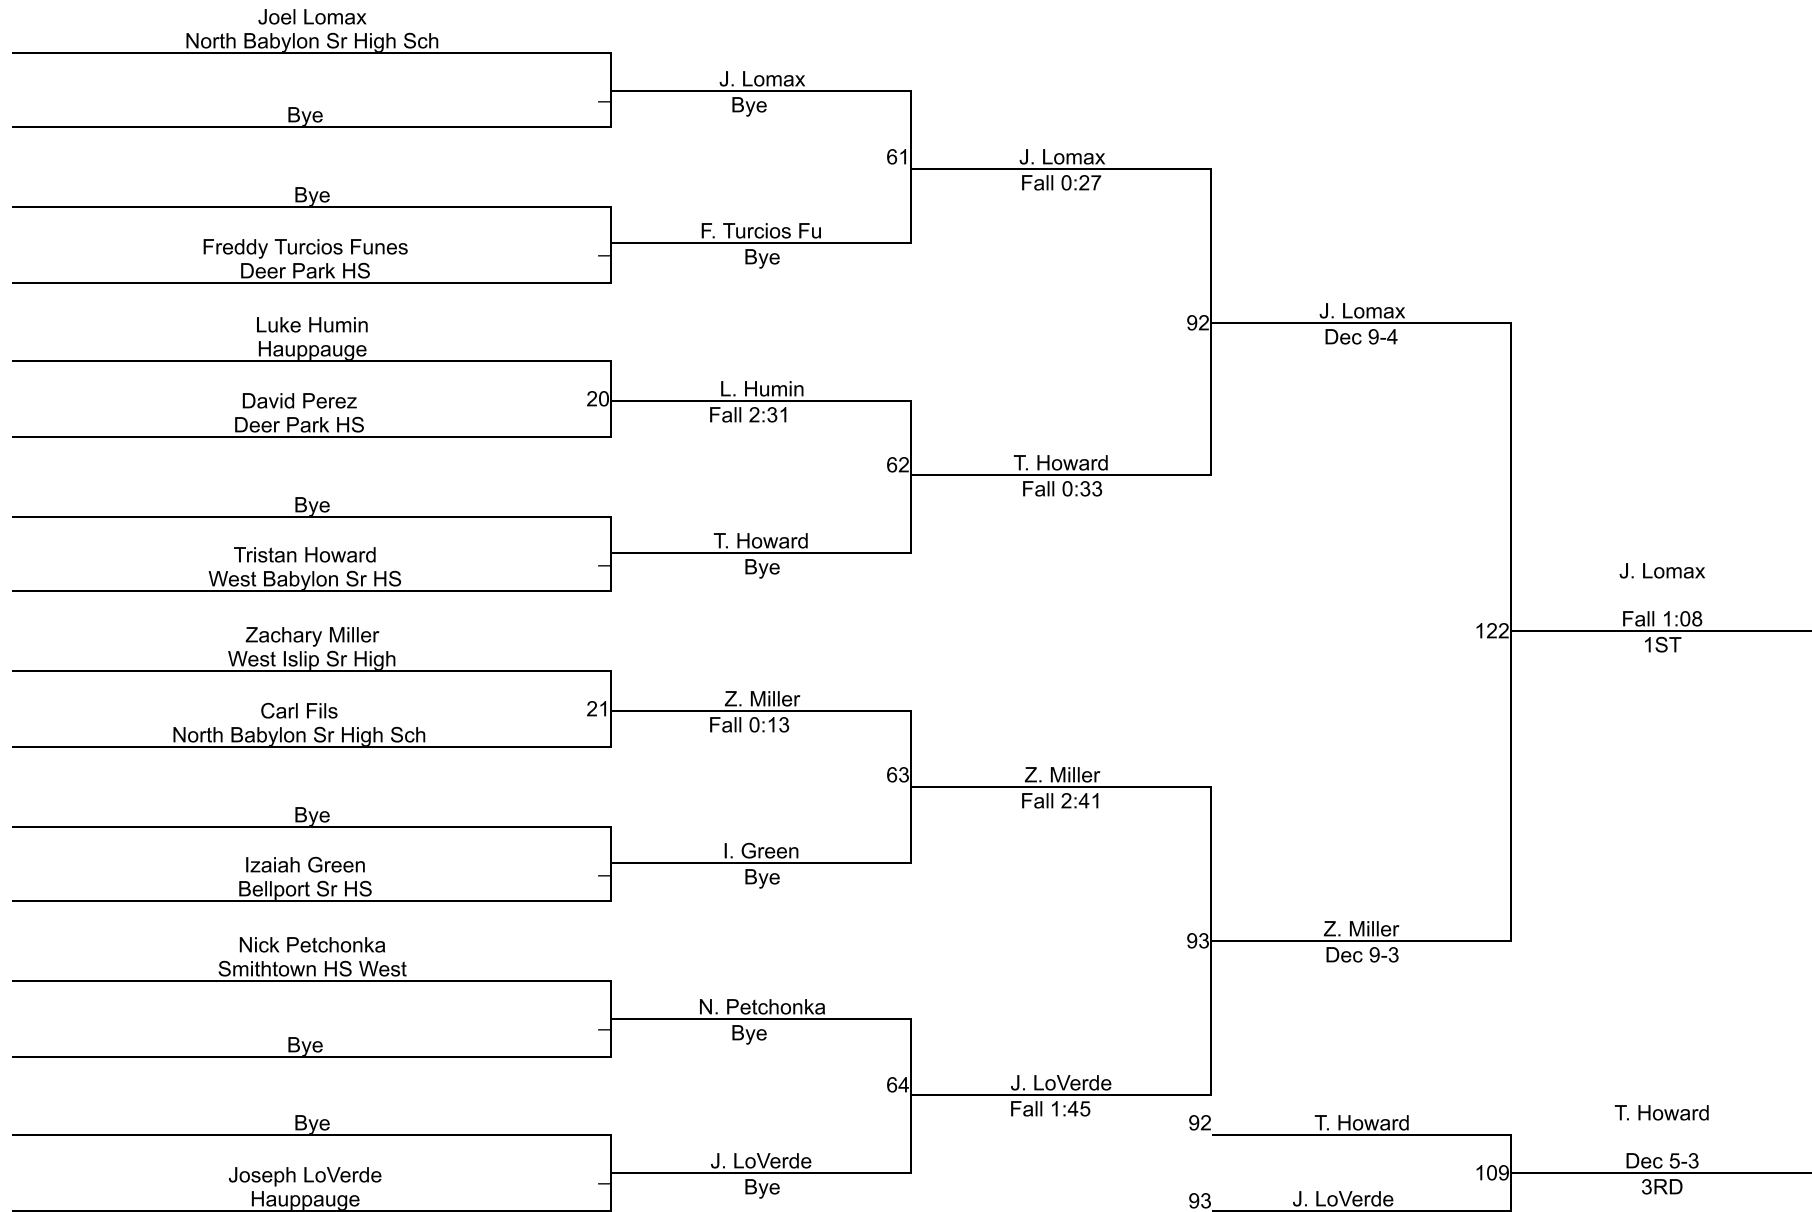 Joel Lomax
North Babylon Sr High Sch
Bye
Bye
Freddy Turcios Funes
Deer Park HS
Luke Humin
Hauppauge
David Perez
Deer Park HS
20
Bye
Tristan Howard
West Babylon Sr HS
Zachary Miller
West Islip Sr High
Carl Fils
North Babylon Sr High Sch
21
Bye
Izaiah Green
Bellport Sr HS
Nick Petchonka
Smithtown HS West
Bye
Bye
Joseph LoVerde
Hauppauge
J. Lomax
Bye
61
F. Turcios Fu
Bye
L. Humin
Fall 2:31
62
T. Howard
Bye
Z. Miller
Fall 0:13
63
I. Green
Bye
N. Petchonka
Bye
64
J. LoVerde
Bye
J. Lomax
Fall 0:27
92
T. Howard
Fall 0:33
Z. Miller
Fall 2:41
93
J. LoVerde
Fall 1:45
J. Lomax
Dec 9-4
122
Z. Miller
Dec 9-3
J. Lomax
Fall 1:08
1ST
92
T. Howard
109
93
J. LoVerde
T. Howard
Dec 5-3
3RD